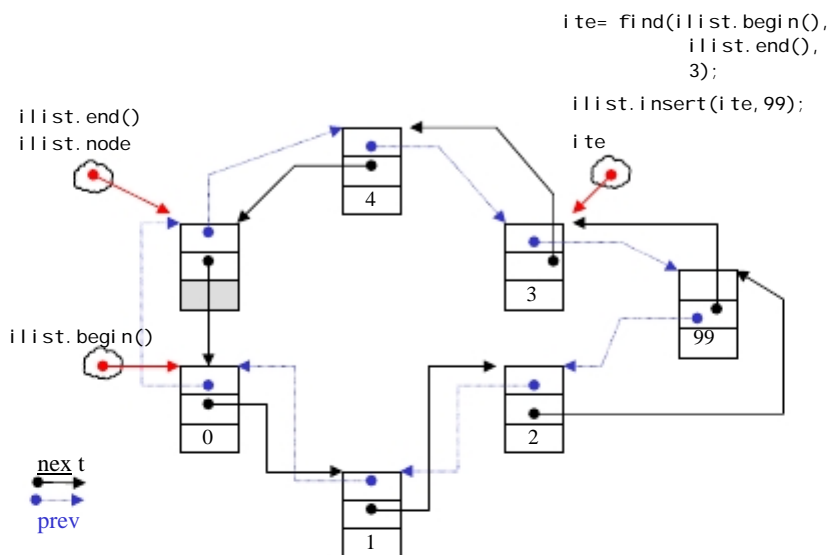 ite= find(ilist.begin(),
ilist.end(),
3);
ilist.insert(ite,99);
ilist.end()
ilist.node
ite
4
3
99
ilist.begin()
0
2
1
nex t
prev